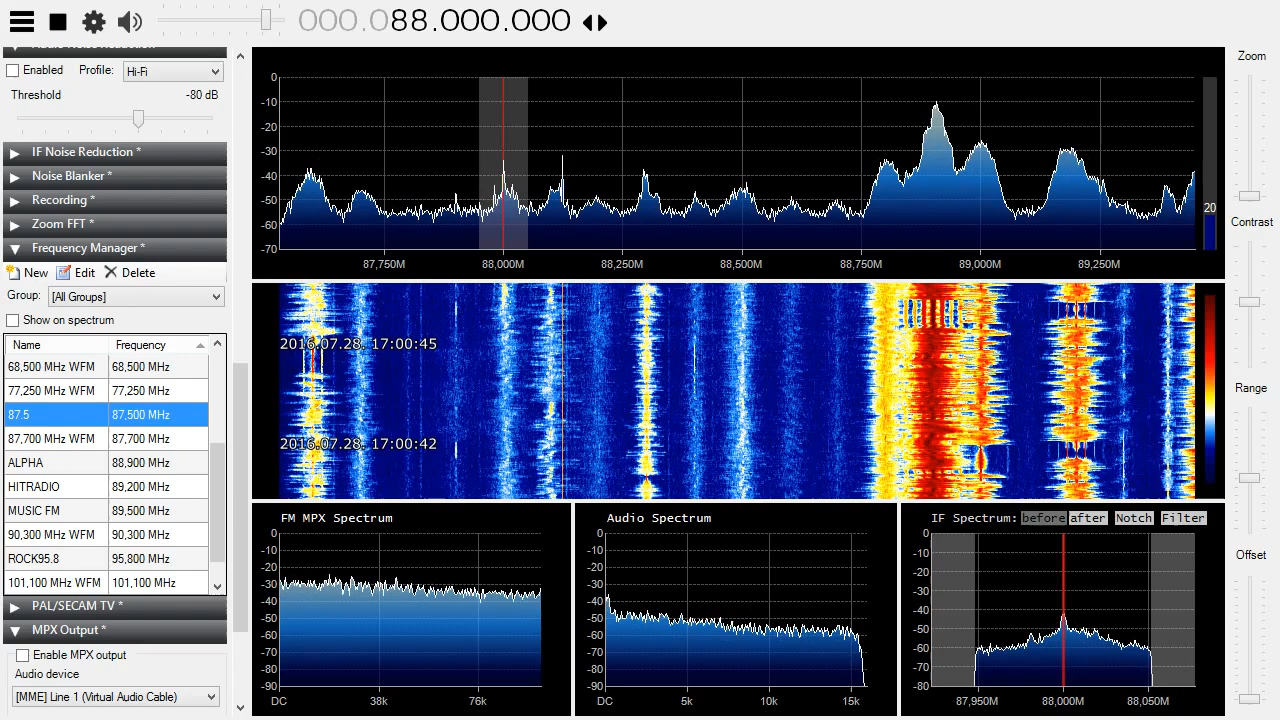 000.088.000.000
Audio Noise Reduction
Enabled Profile: Hi-Fi
Threshold -80 dB
IF Noise Reduction *
Noise Blanker *
Recording *
Zoom FFT *
Frequency Manager *
New Edit Delete
Group: [All Groups]
Show on spectrum
Name Frequency
68,500 MHz WFM 68,500 MHz
77,250 MHz WFM 77,250 MHz
87.5 87,500 MHz
87,700 MHz WFM 87,700 MHz
ALPHA 88,900 MHz
HITRADIO 89,200 MHz
MUSIC FM 89,500 MHz
90,300 MHz WFM 90,300 MHz
ROCK95.8 95,800 MHz
101,100 MHz WFM 101,100 MHz
PAL/SECAM TV *
MPX Output *
Enable MPX output
Audio device
[MME] Line 1 (Virtual Audio Cable)
0
-10
-20
-30
-40
-50
-60
-70
20
87,750M 88,000M 88,250M 88,500M 88,750M 89,000M 89,250M
2016.07.28. 17:00:45
2016.07.28. 17:00:42
FM MPX Spectrum
0
-10
-20
-30
-40
-50
-60
-70
-80
-90
DC 38k 76k
Audio Spectrum
0
-10
-20
-30
-40
-50
-60
-70
-80
-90
DC 5k 10k 15k
IF Spectrum: before after Notch Filter
0
-10
-20
-30
-40
-50
-60
-70
-80
87,950M 88,000M 88,050M
Zoom
Contrast
Range
Offset